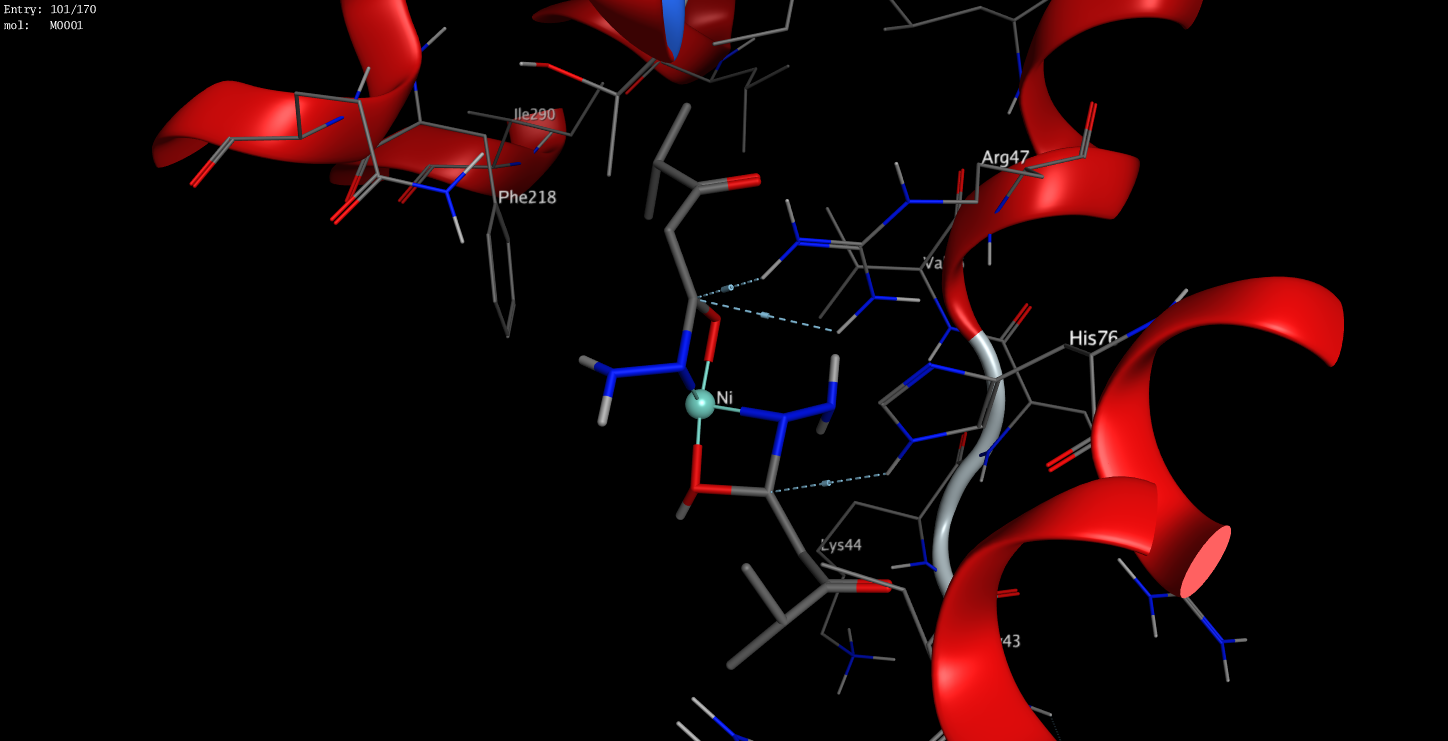 Entry: 101/170
mol:   M0001
Ile290
Arg47
Phe218
His76
Ni
Lys44